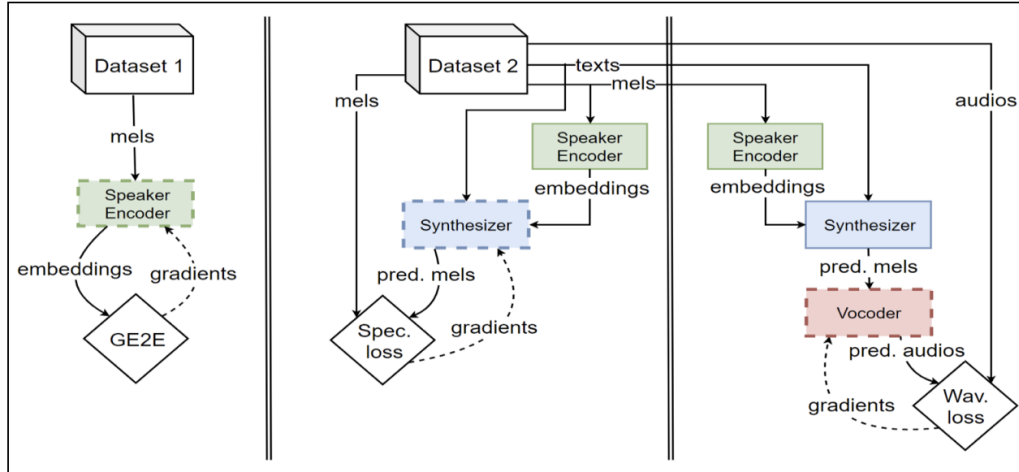 Dataset 1
mels
Speaker
Encoder
embeddings
gradients
GE2E
Dataset 2
mels
texts
mels
Speaker
Encoder
embeddings
Synthesizer
pred. mels
gradients
Spec.
loss
audios
Speaker
Encoder
embeddings
Synthesizer
pred. mels
Vocoder
pred. audios
gradients
Wav.
loss